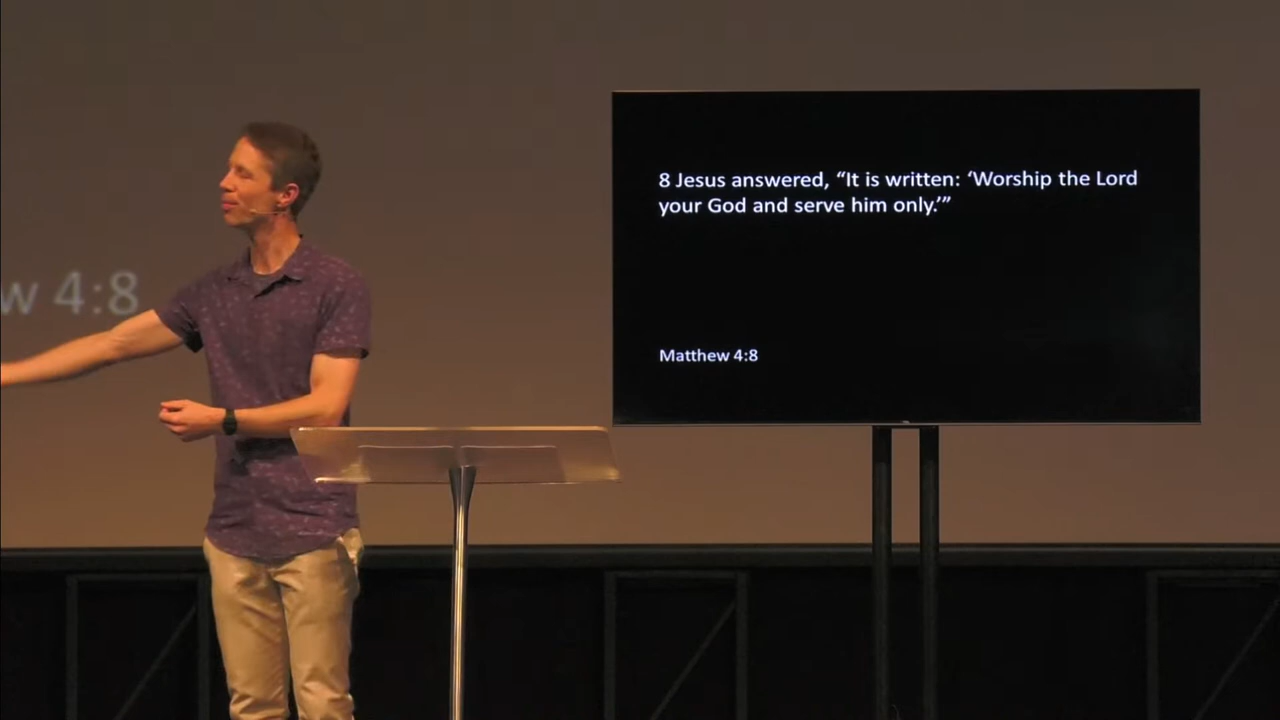 8 Jesus answered, “It is written: ‘Worship the Lord
your God and serve him only.’”
Matthew 4:8
w 4:8